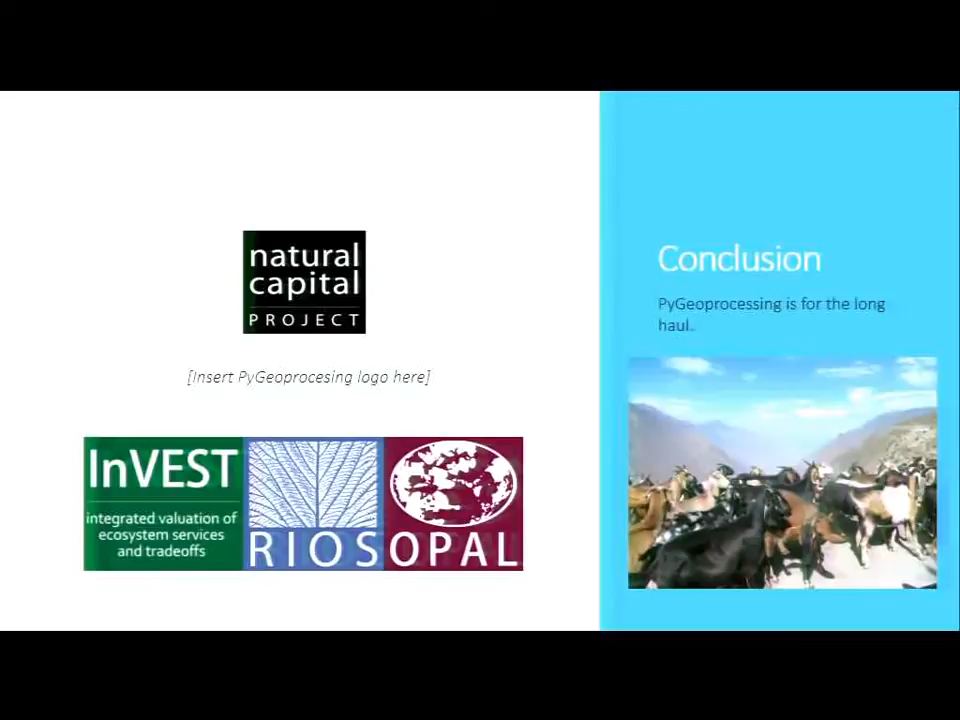 natural
capital
PROJECT
[Insert PyGeoprocesing logo here]
InVEST
integrated valuation of
ecosystem services
and tradeoffs
RIOS
OPAL
Conclusion
PyGeoprocessing is for the long
haul.